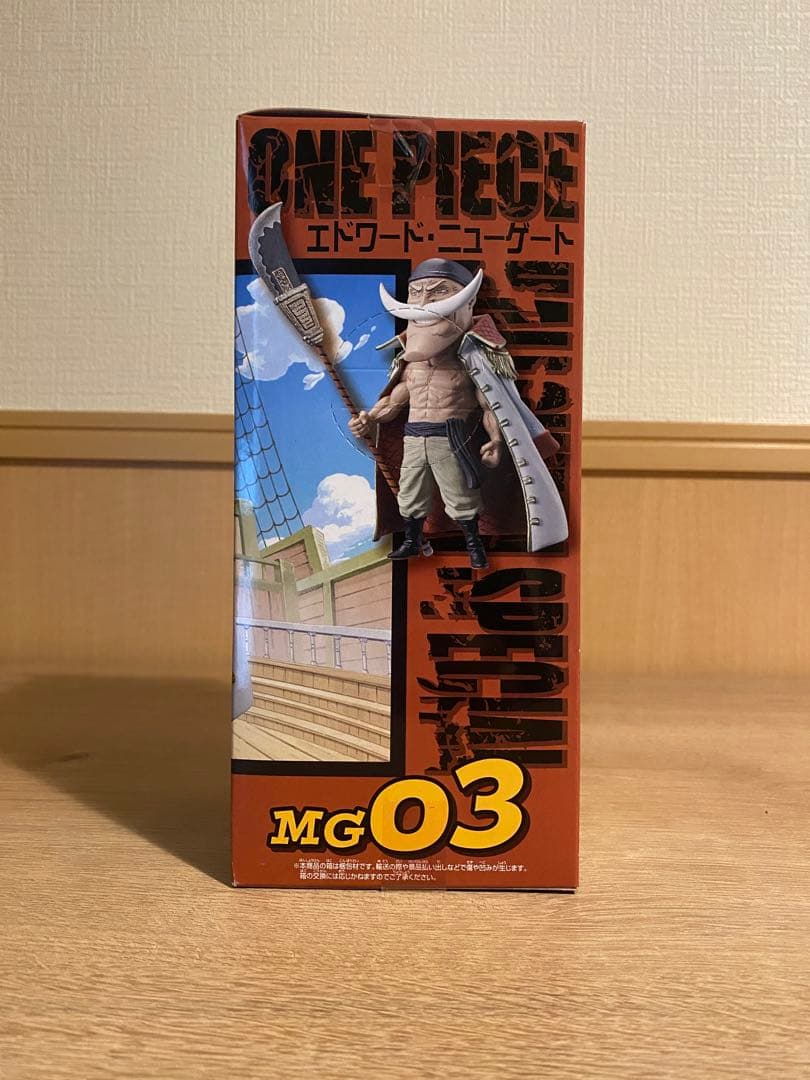 ONE PIECE
エドワード・ニューゲート
SPECIAL
MG03
※本商品の箱は梱包材です。輸送の際や景品払い出しなどで傷や凹みが生じます。
箱の交換には応じかねますのでご了承ください。